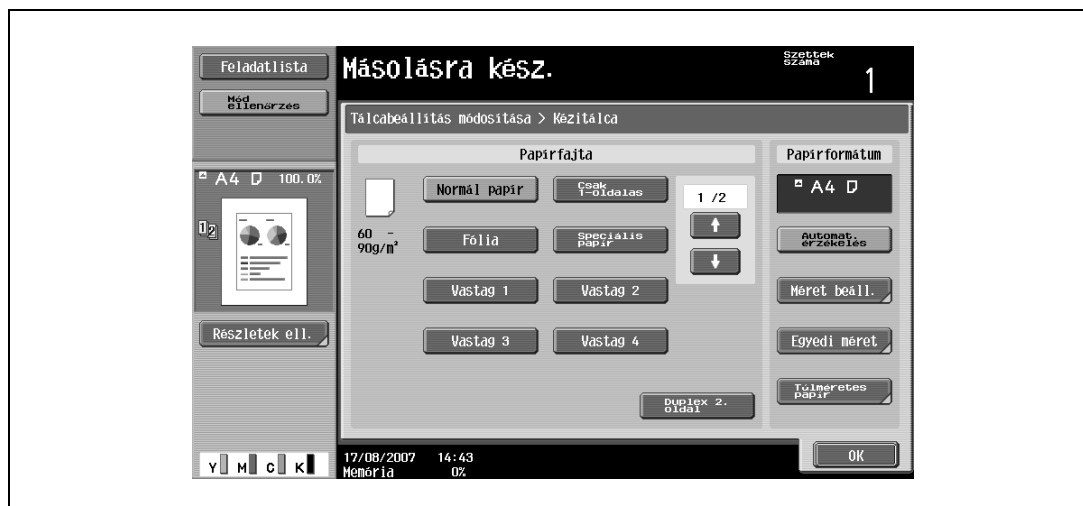 Feladatlista
Mód
ellenőrzés
Másolásra kész.
Szettek
száma
1
Tálcabeállítás módosítása > Kézitálca
Papírfajta
Papírformátum
A4 100.0%
12
60 -
90g/m²
Normál papír
Csak
1-oldalas
1 /2
Fólia
Speciális
papír
Vastag 1
Vastag 2
Vastag 3
Vastag 4
Duplex 2.
oldal
A4
Automat.
érzékelés
Méret beáll.
Egyedi méret
Túlméretes
papír
Részletek ell.
Y M C K
17/08/2007 14:43
Memória 0%
OK